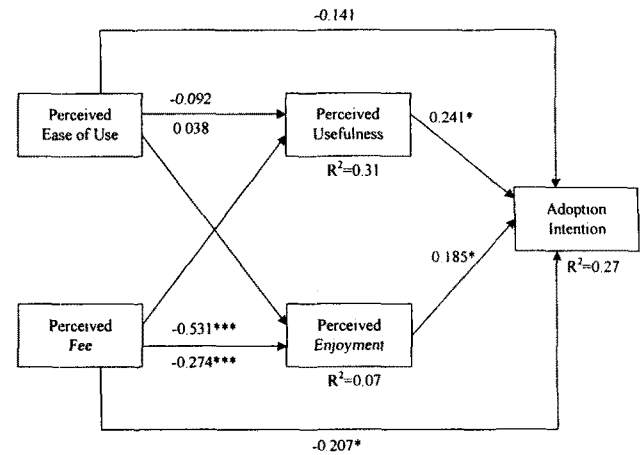 -0.141
-0.092
0.038
Perceived
Ease of Use
Perceived
Usefulness
R²=0.31
0.241*
Adoption
Intention
R²=0.27
0.185*
Perceived
Fee
-0.531***
-0.274***
Perceived
Enjoyment
R²=0.07
-0.207*